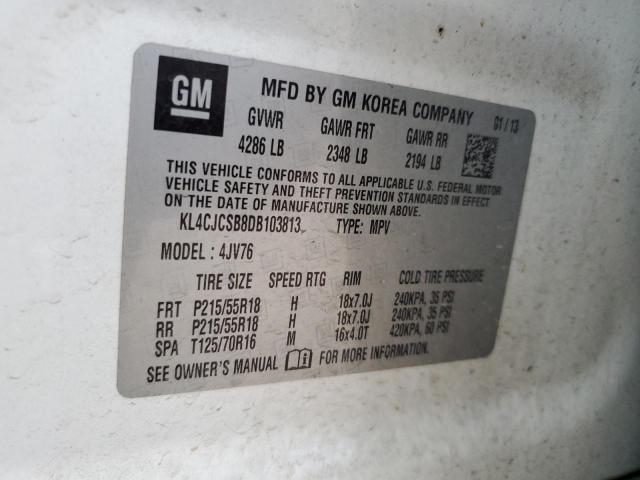 GM
MFD BY GM KOREA COMPANY 01/13
GVWR GAWR FRT GAWR RR
4286 LB 2348 LB 2194 LB
THIS VEHICLE CONFORMS TO ALL APPLICABLE U.S. FEDERAL MOTOR
VEHICLE SAFETY AND THEFT PREVENTION STANDARDS IN EFFECT
ON THE DATE OF MANUFACTURE SHOWN ABOVE.
KL4CJCSB8DB103813 TYPE: MPV
MODEL: 4JV76
TIRE SIZE SPEED RTG RIM COLD TIRE PRESSURE
FRT P215/55R18 H 18x7.0J 240KPA, 35 PSI
RR P215/55R18 H 18x7.0J 240KPA, 35 PSI
SPA T125/70R16 M 16x4.0T 420KPA, 60 PSI
SEE OWNER'S MANUAL FOR MORE INFORMATION.